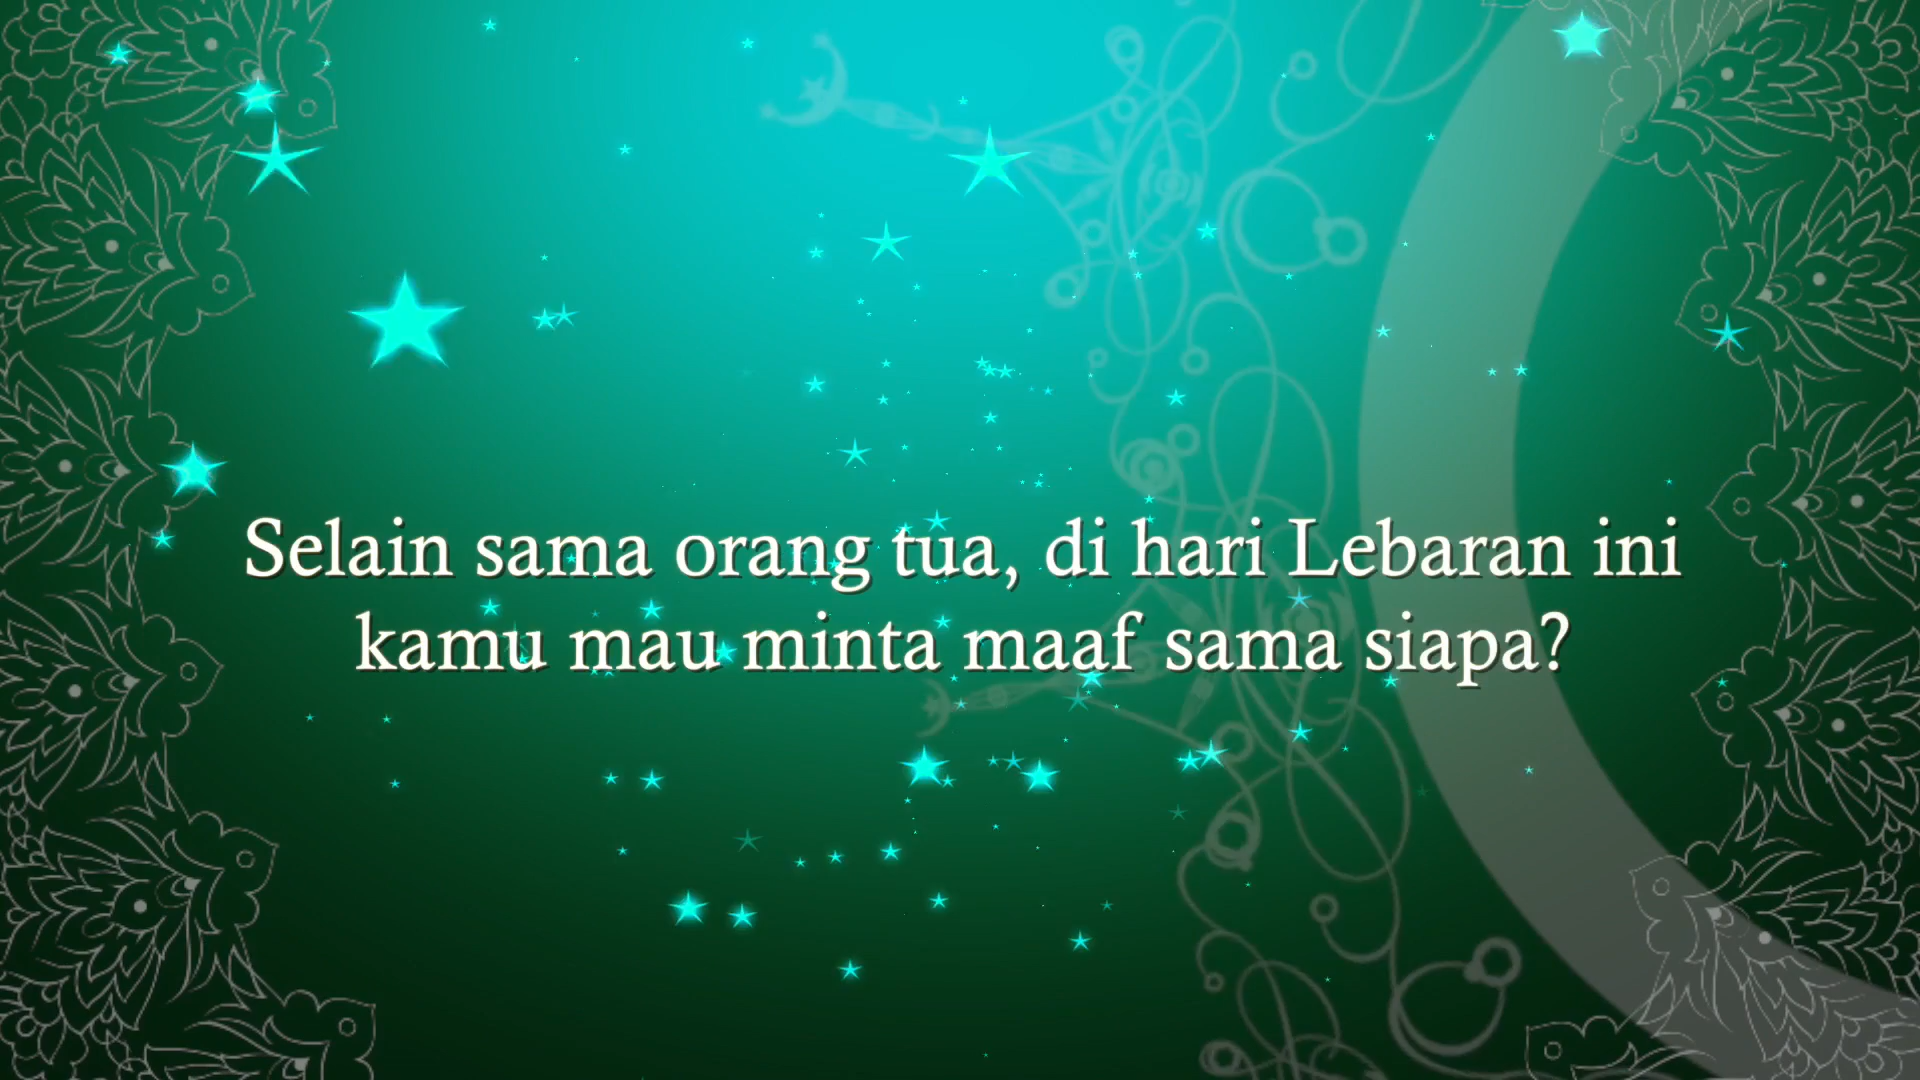 Selain sama orang tua, di hari Lebaran ini
kamu mau minta maaf sama siapa?